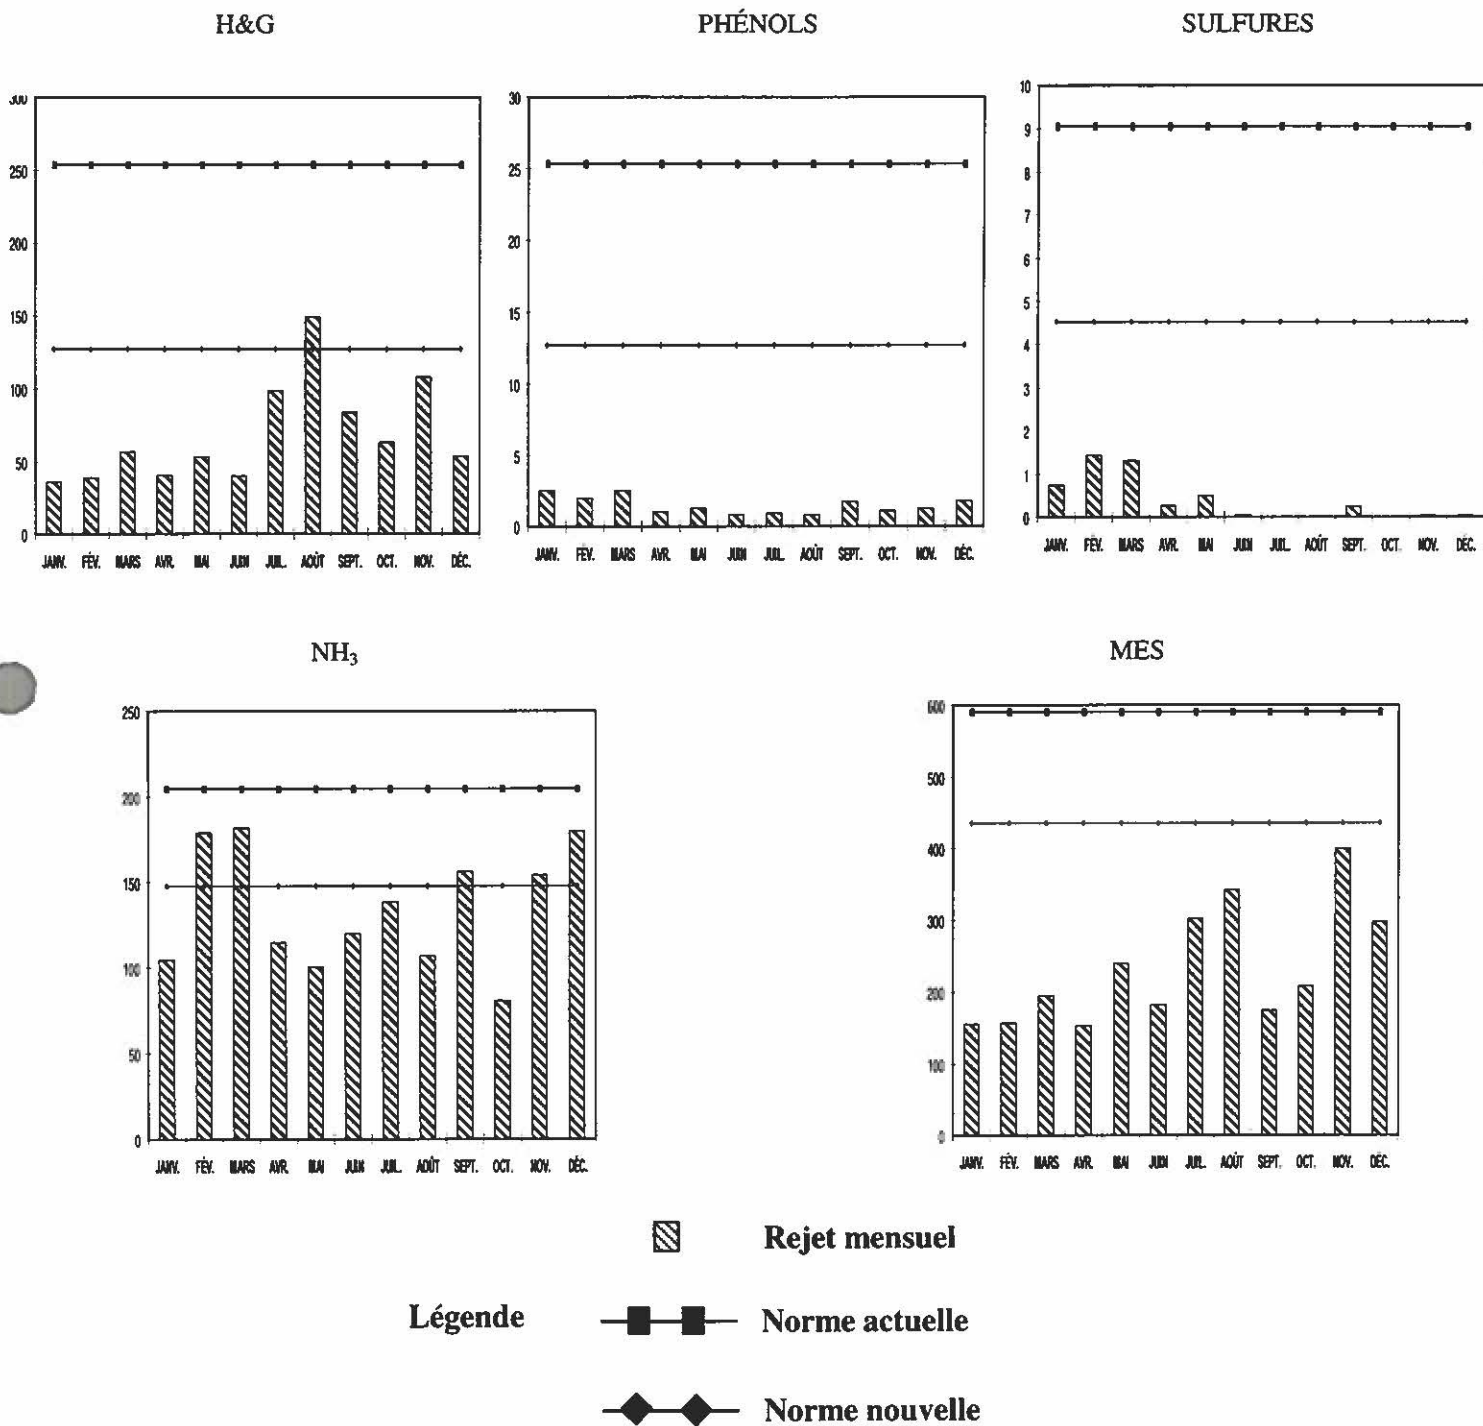 H&G
PHÉNOLS
SULFURES
300
250
200
150
100
50
0
JANV. FÉV. MARS AVR. MAI JUIN JUIL. AOÛT SEPT. OCT. NOV. DÉC.
30
25
20
15
10
5
0
JANV. FÉV. MARS AVR. MAI JUIN JUIL. AOÛT SEPT. OCT. NOV. DÉC.
10
9
8
7
6
5
4
3
2
1
0
JANV. FÉV. MARS AVR. MAI JUIN JUIL. AOÛT SEPT. OCT. NOV. DÉC.
NH₃
MES
250
200
150
100
50
0
JANV. FÉV. MARS AVR. MAI JUIN JUIL. AOÛT SEPT. OCT. NOV. DÉC.
600
500
400
300
200
100
0
JANV. FÉV. MARS AVR. MAI JUIN JUIL. AOÛT SEPT. OCT. NOV. DÉC.
Rejet mensuel
Légende
Norme actuelle
Norme nouvelle